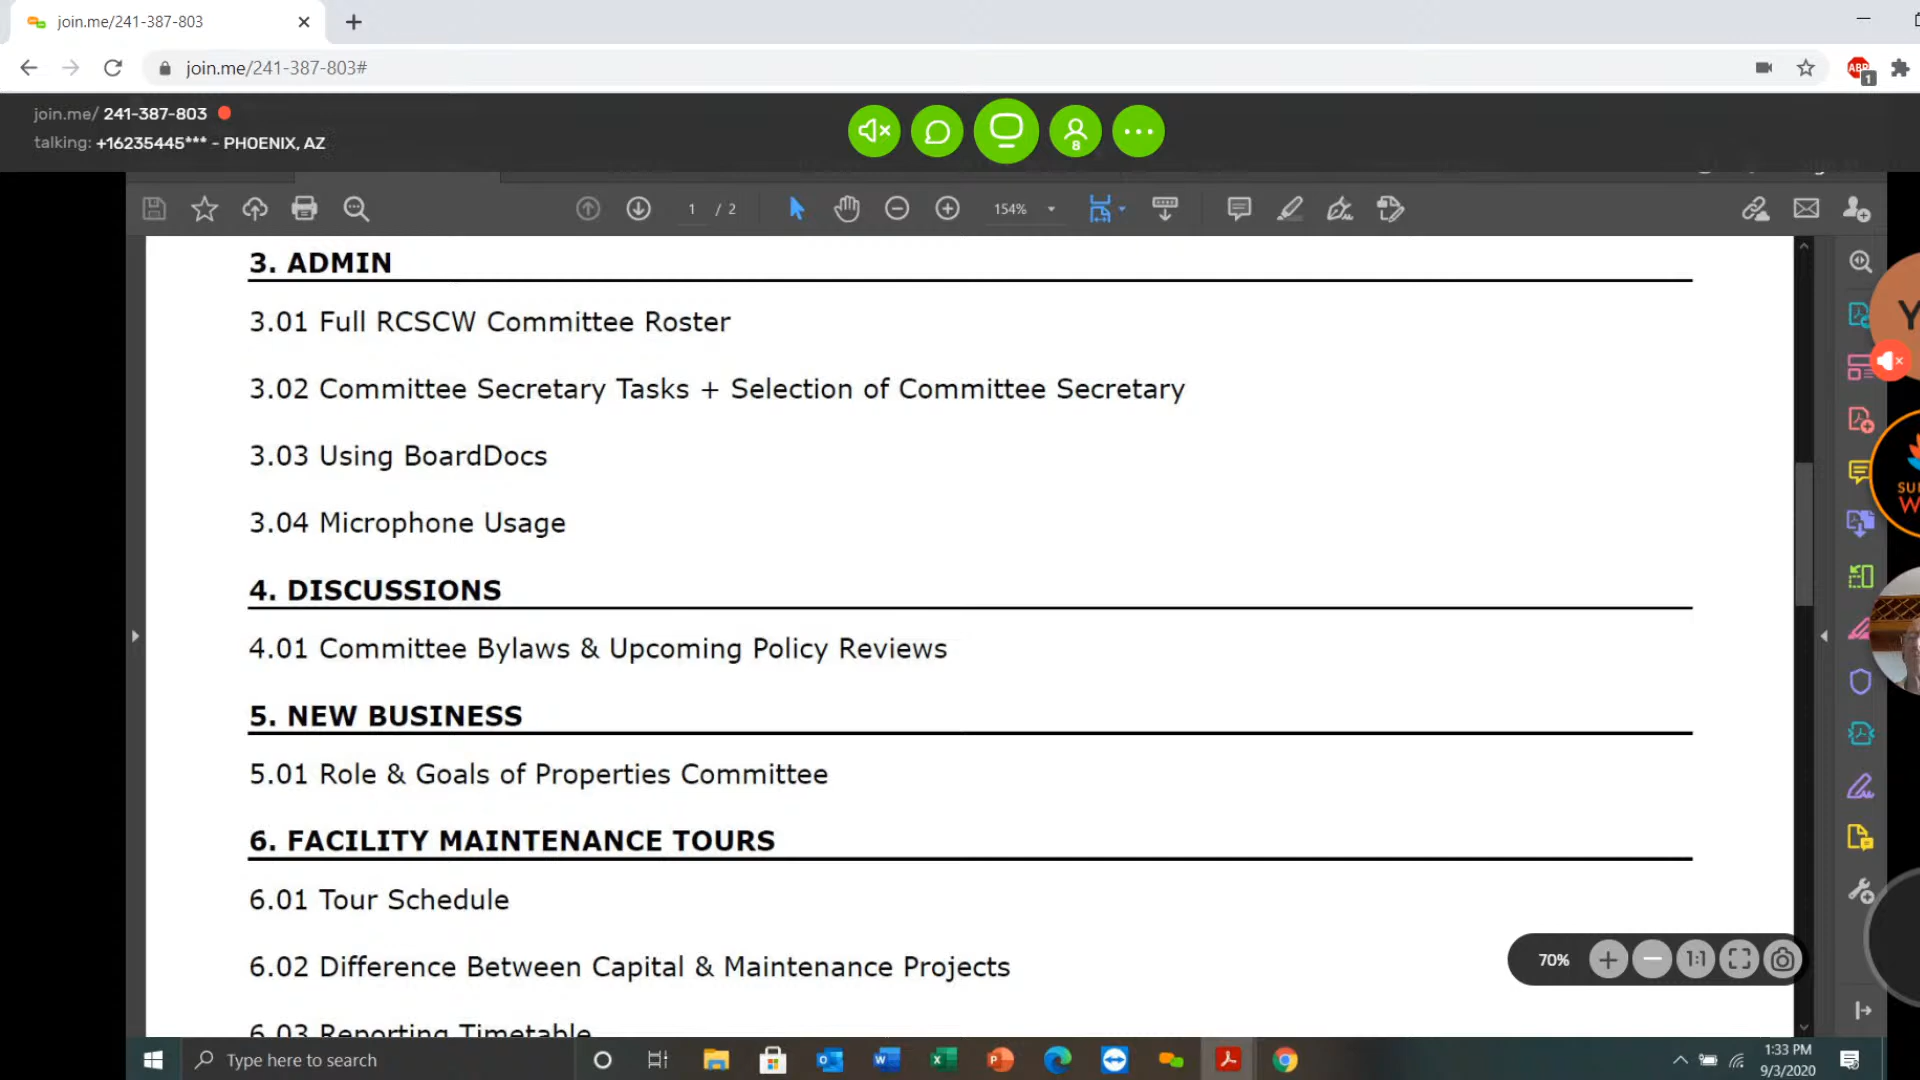 join.me/241-387-803
join.me/241-387-803#
ABP
1
join.me/ 241-387-803
talking: +16235445*** - PHOENIX, AZ
8
1 / 2
154%
3. ADMIN
3.01 Full RCSCW Committee Roster
3.02 Committee Secretary Tasks + Selection of Committee Secretary
3.03 Using BoardDocs
3.04 Microphone Usage
4. DISCUSSIONS
4.01 Committee Bylaws & Upcoming Policy Reviews
5. NEW BUSINESS
5.01 Role & Goals of Properties Committee
6. FACILITY MAINTENANCE TOURS
6.01 Tour Schedule
6.02 Difference Between Capital & Maintenance Projects
6.03 Reporting Timetable
Y
70%
1:1
Type here to search
1:33 PM
9/3/2020